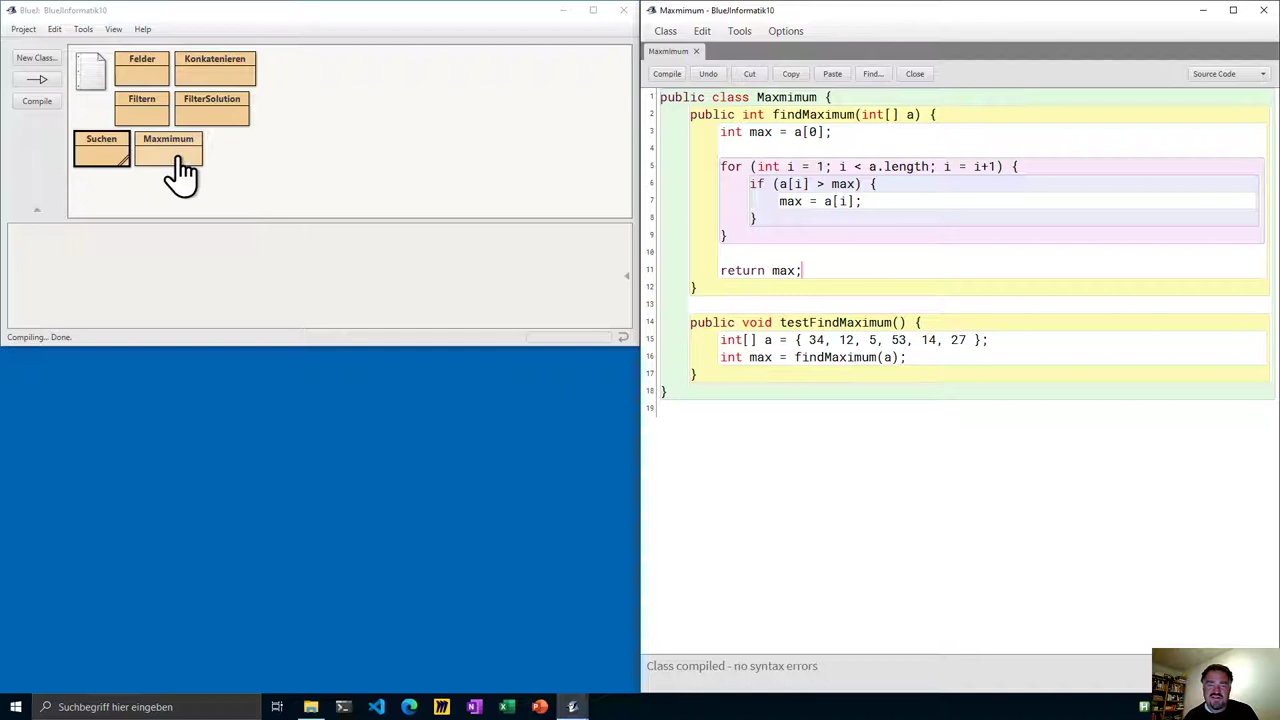 BlueJ: BlueJInformatik10
Project Edit Tools View Help
New Class...
Compile
Felder
Konkatenieren
Filtern
FilterSolution
Suchen
Maxmimum
Compiling... Done.
Maxmimum - BlueJInformatik10
Class Edit Tools Options
Maxmimum
Compile Undo Cut Copy Paste Find... Close Source Code
1 public class Maxmimum {
2 public int findMaximum(int[] a) {
3 int max = a[0];
4
5 for (int i = 1; i < a.length; i = i+1) {
6 if (a[i] > max) {
7 max = a[i];
8 }
9 }
10
11 return max;
12 }
13
14 public void testFindMaximum() {
15 int[] a = { 34, 12, 5, 53, 14, 27 };
16 int max = findMaximum(a);
17 }
18 }
19
Class compiled - no syntax errors
Suchbegriff hier eingeben